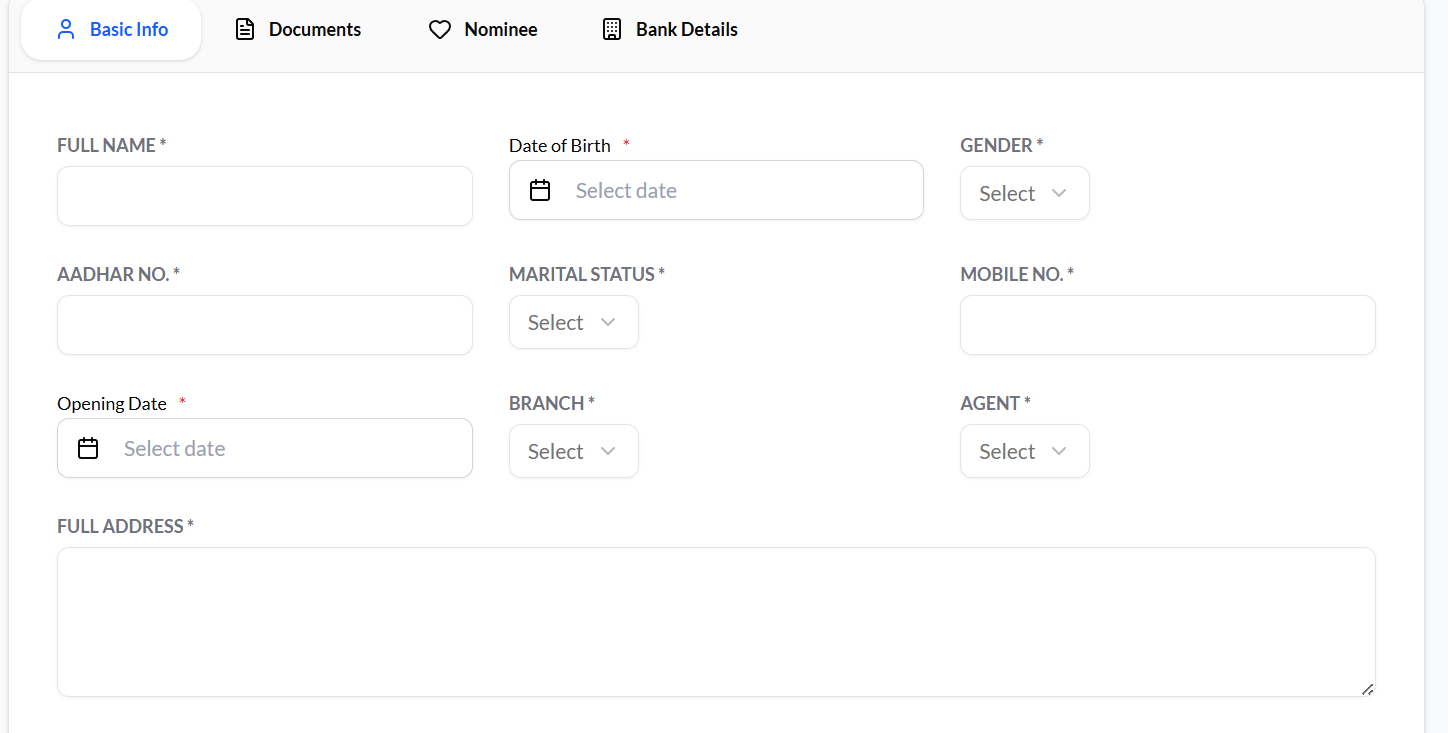 Basic Info Documents Nominee Bank Details
FULL NAME * Date of Birth * GENDER *
Select date Select
AADHAR NO. * MARITAL STATUS * MOBILE NO. *
Select
Opening Date * BRANCH * AGENT *
Select date Select Select
FULL ADDRESS *